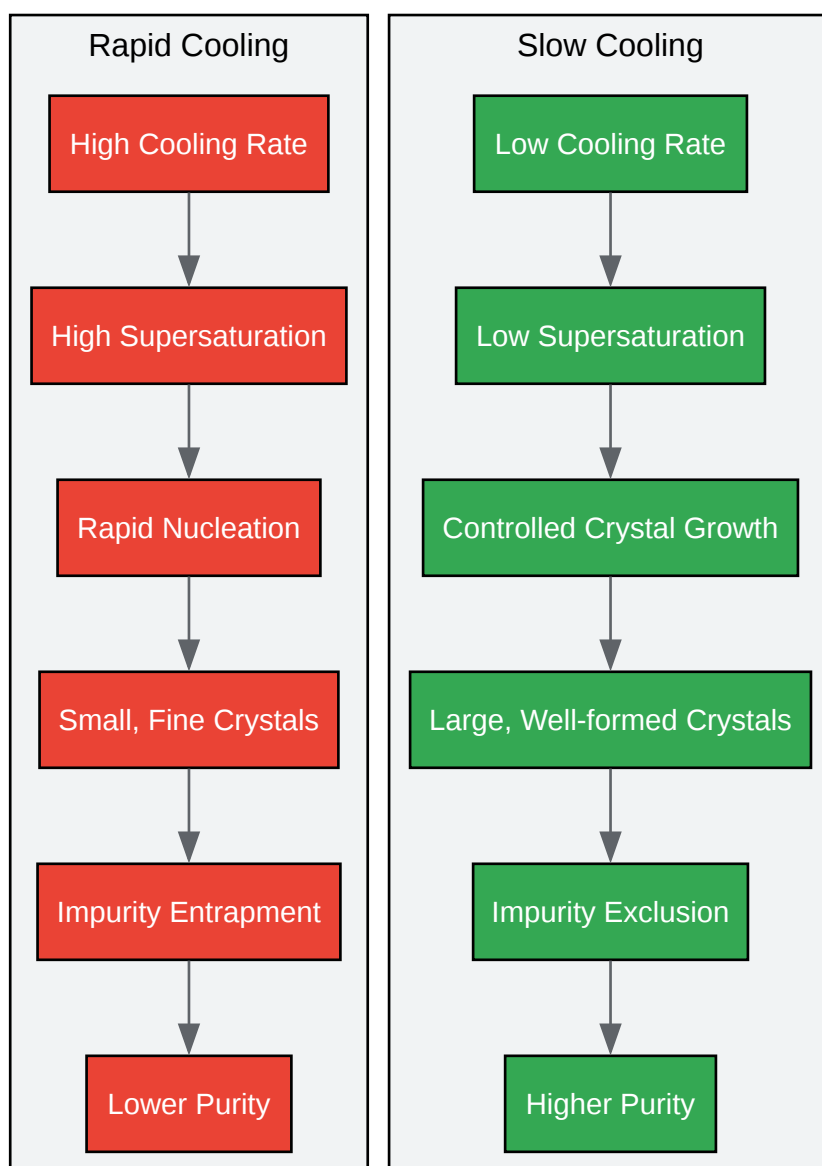 Rapid Cooling
High Cooling Rate
High Supersaturation
Rapid Nucleation
Small, Fine Crystals
Impurity Entrapment
Lower Purity
Slow Cooling
Low Cooling Rate
Low Supersaturation
Controlled Crystal Growth
Large, Well-formed Crystals
Impurity Exclusion
Higher Purity